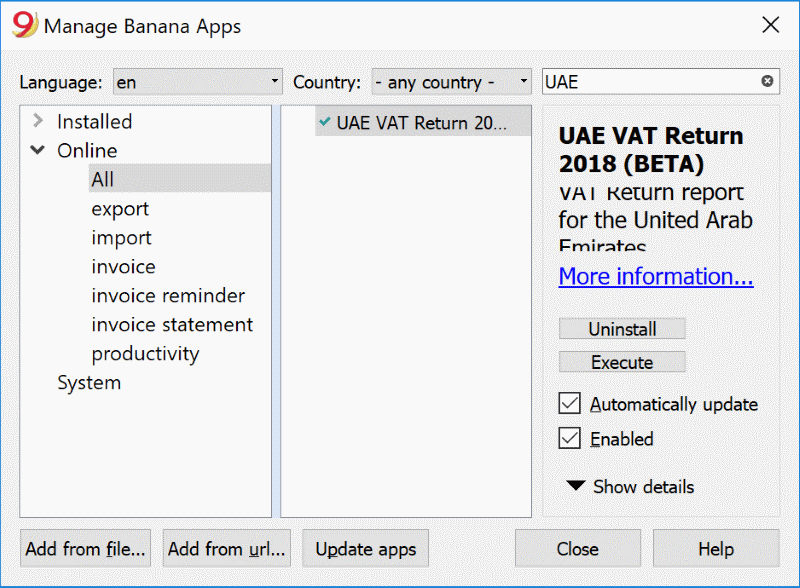 9 Manage Banana Apps
Language: en Country: - any country - UAE
Installed
Online
All
export
import
invoice
invoice reminder
invoice statement
productivity
System
UAE VAT Return 20...
UAE VAT Return
2018 (BETA)
VAT Return report
for the United Arab
Emirates
More information...
Uninstall
Execute
Automatically update
Enabled
Show details
Add from file... Add from url... Update apps Close Help